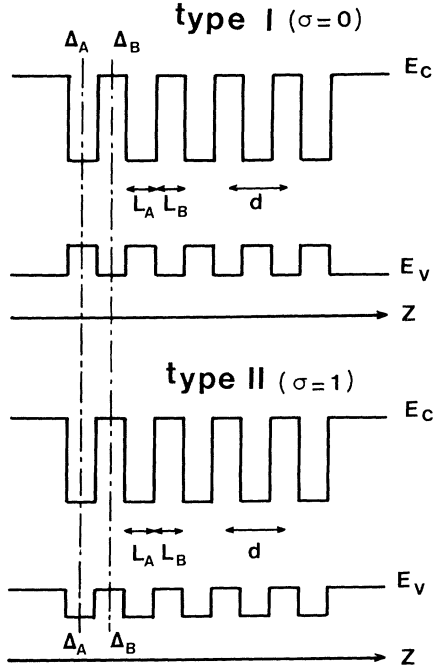 type I (σ=0)
Δ_A Δ_B
E_C
L_A L_B d
E_V
Z
type II (σ=1)
E_C
L_A L_B d
E_V
Δ_A Δ_B
Z